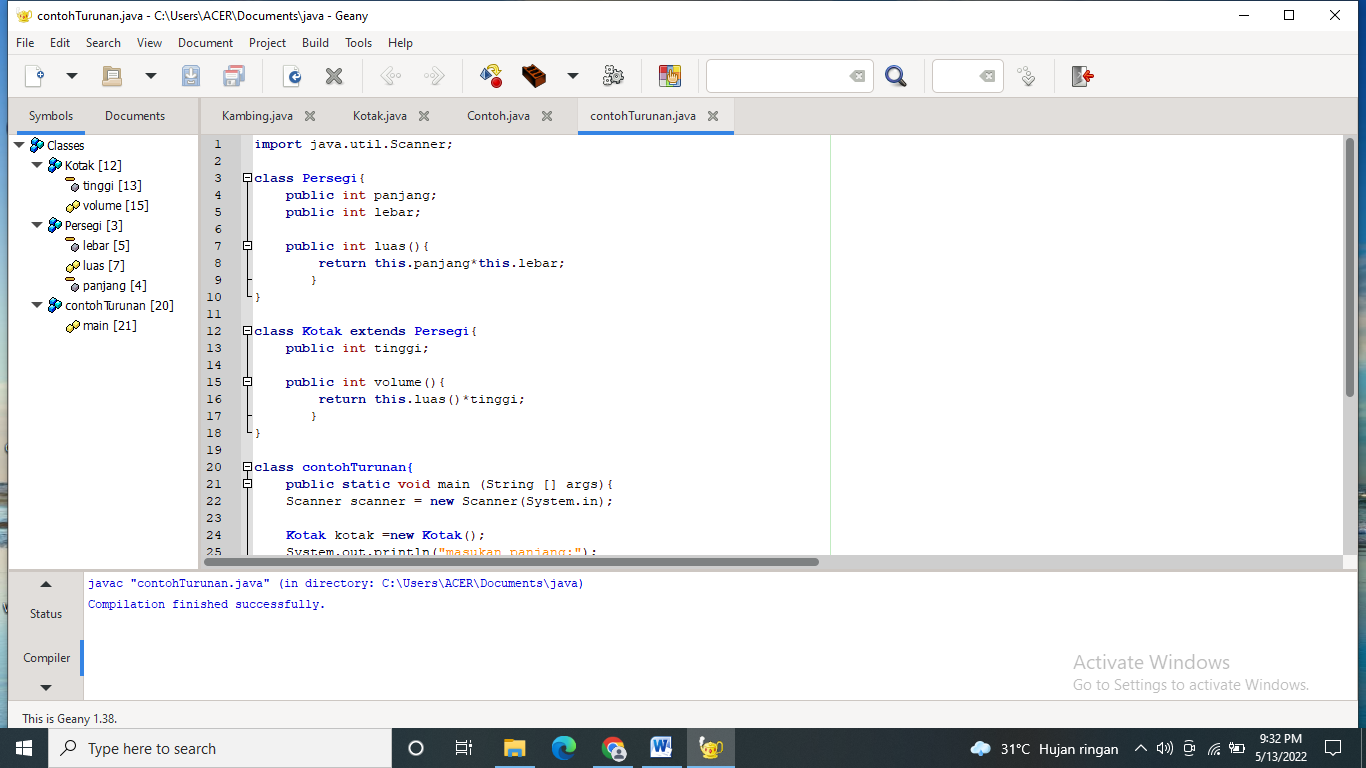 contohTurunan.java - C:\Users\ACER\Documents\java - Geany
File Edit Search View Document Project Build Tools Help
Symbols Documents
Kambing.java Kotak.java Contoh.java contohTurunan.java
Classes
Kotak [12]
tinggi [13]
volume [15]
Persegi [3]
lebar [5]
luas [7]
panjang [4]
contohTurunan [20]
main [21]
1 import java.util.Scanner;
2
3 class Persegi{
4 public int panjang;
5 public int lebar;
6
7 public int luas(){
8 return this.panjang*this.lebar;
9 }
10 }
11
12 class Kotak extends Persegi{
13 public int tinggi;
14
15 public int volume(){
16 return this.luas()*tinggi;
17 }
18 }
19
20 class contohTurunan{
21 public static void main (String [] args){
22 Scanner scanner = new Scanner(System.in);
23
24 Kotak kotak =new Kotak();
25 System.out.println("masukan panjang:");
Status
Compiler
javac "contohTurunan.java" (in directory: C:\Users\ACER\Documents\java)
Compilation finished successfully.
Activate Windows
Go to Settings to activate Windows.
This is Geany 1.38.
Type here to search
31°C Hujan ringan
9:32 PM
5/13/2022